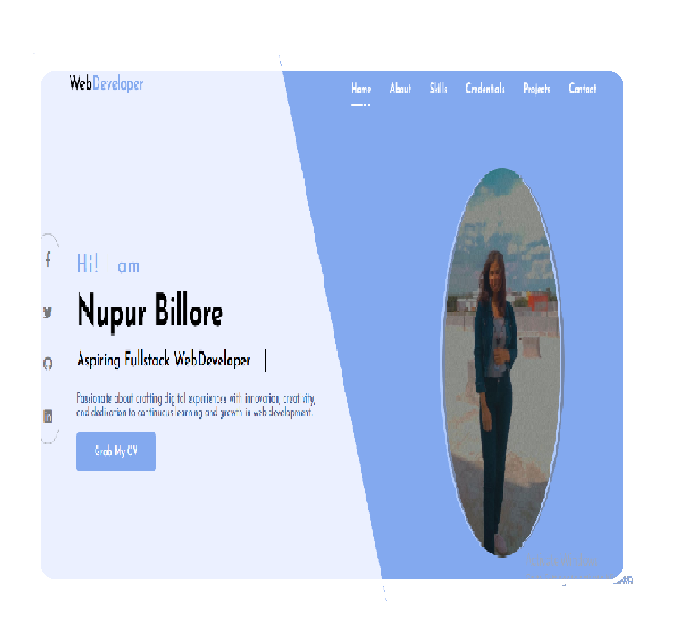 WebDeveloper
Home About Skills Credentials Projects Contact
Hi! am
Nupur Billore
Aspiring Fullstack WebDeveloper
Passionate about crafting digital experiences with innovation, creativity,
and dedication to continuous learning and growth in web development.
Grab My CV